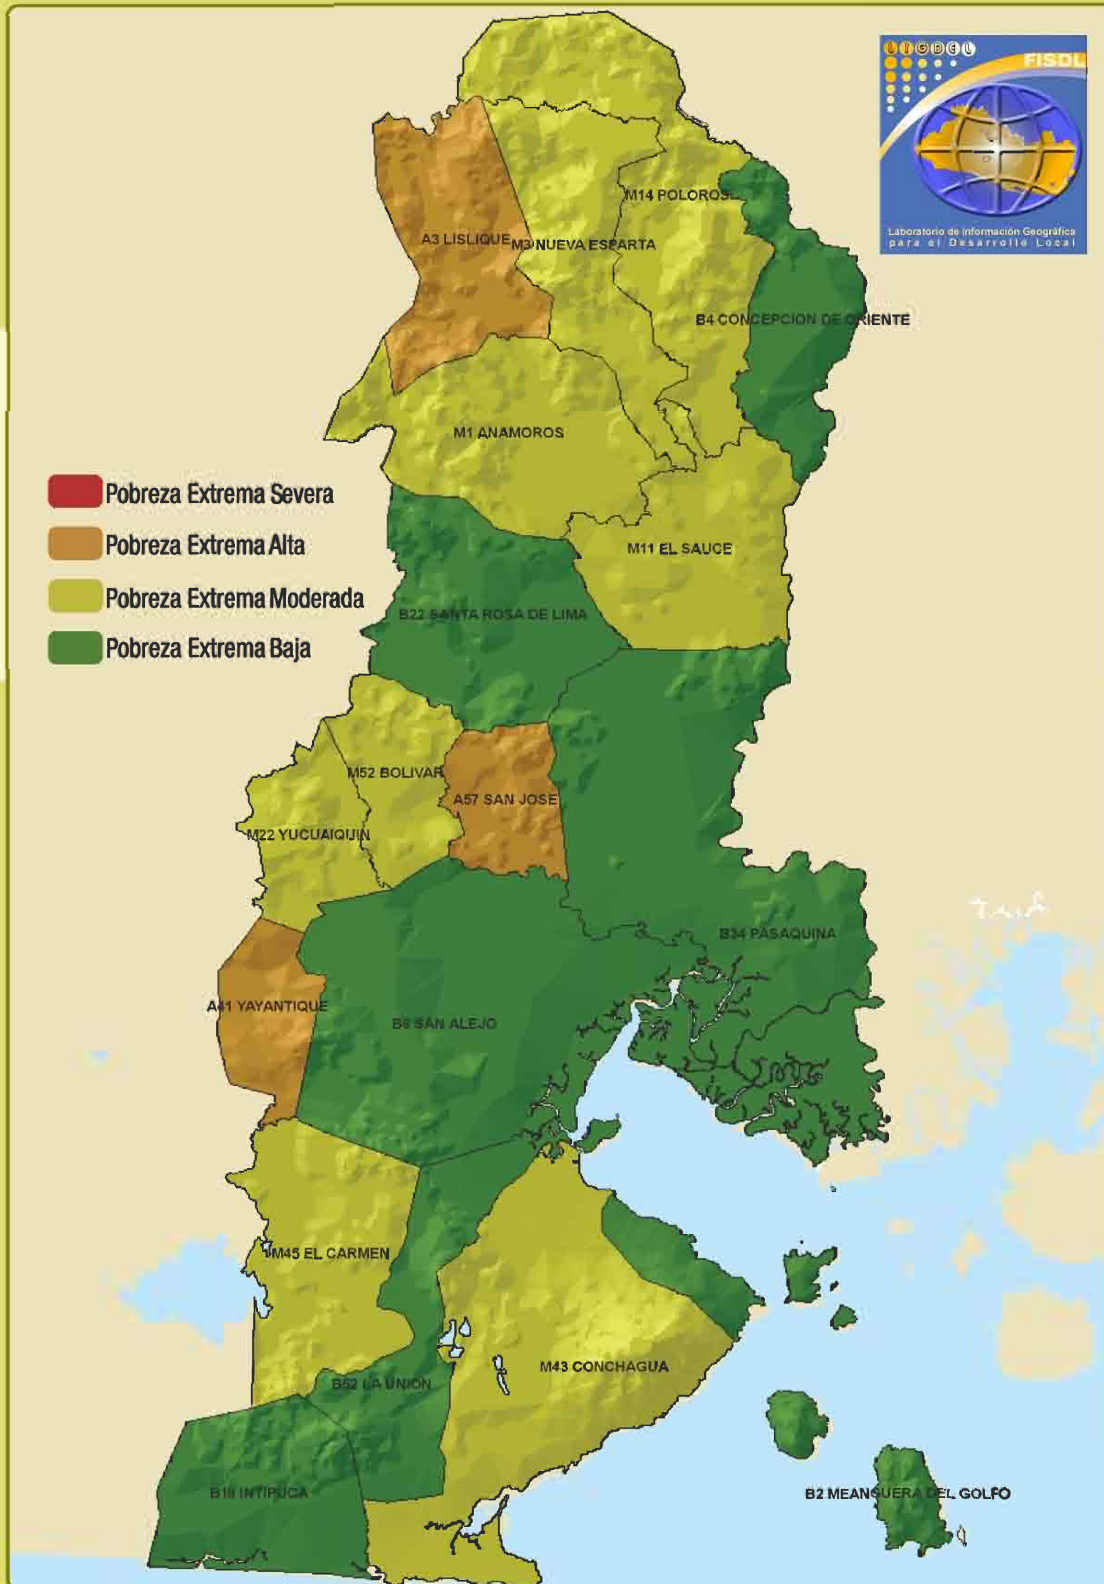 LIGDEL
FISDL
Laboratorio de Información Geográfica
para el Desarrollo Local
M14 POLOROS
A3 LISLIQUE
M3 NUEVA ESPARTA
B4 CONCEPCION DE ORIENTE
M1 ANAMOROS
Pobreza Extrema Severa
Pobreza Extrema Alta
Pobreza Extrema Moderada
Pobreza Extrema Baja
M11 EL SAUCE
B22 SANTA ROSA DE LIMA
M52 BOLIVAR
A57 SAN JOSE
M22 YUCUAIQUIN
B34 PASAQUINA
A41 YAYANTIQUE
B6 SAN ALEJO
M45 EL CARMEN
M43 CONCHAGUA
B52 LA UNION
INTIPUCA
B2 MEANGUERA DEL GOLFO